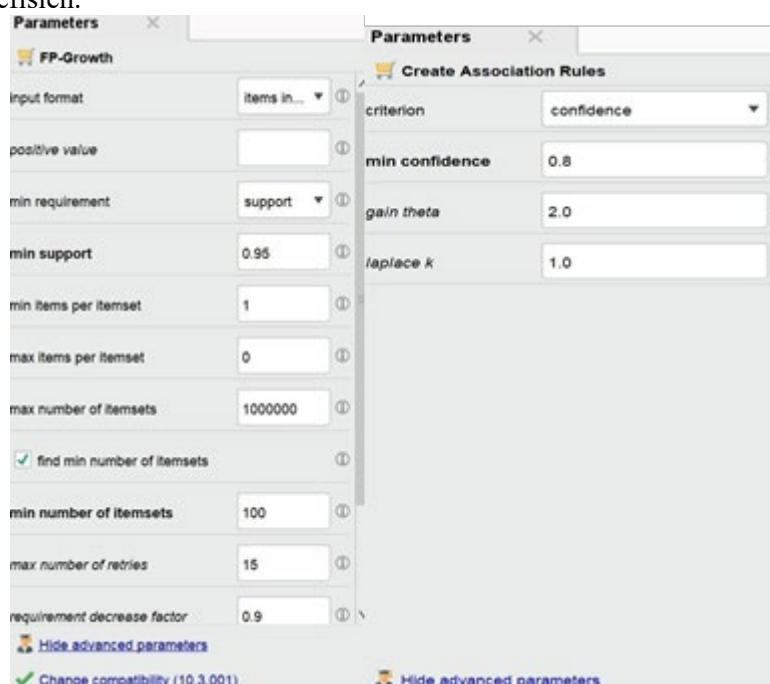 Parameters
FP-Growth
input format items in...
positive value
min requirement support
min support 0.95
min items per itemset 1
max items per itemset 0
max number of itemsets 1000000
find min number of itemsets
min number of itemsets 100
max number of retries 15
requirement decrease factor 0.9
Hide advanced parameters
Change compatibility (10.3.001)
Parameters
Create Association Rules
criterion confidence
min confidence 0.8
gain theta 2.0
laplace k 1.0
Hide advanced parameters